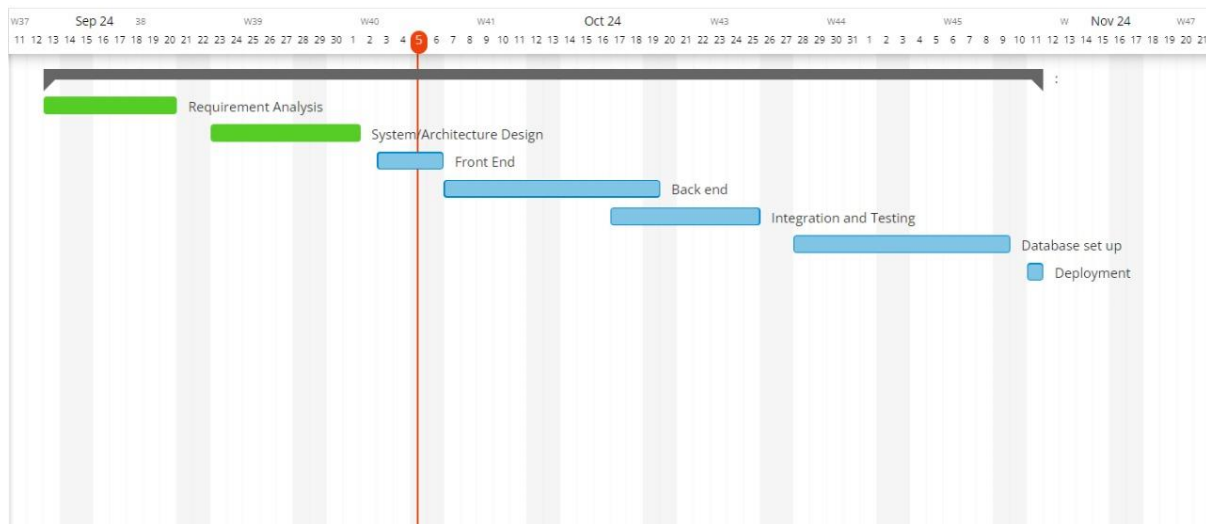 W37 Sep 24 38 W39 W40 W41 Oct 24 W43 W44 W45 W Nov 24 W47
11 12 13 14 15 16 17 18 19 20 21 22 23 24 25 26 27 28 29 30 1 2 3 4 5 6 7 8 9 10 11 12 13 14 15 16 17 18 19 20 21 22 23 24 25 26 27 28 29 30 31 1 2 3 4 5 6 7 8 9 10 11 12 13 14 15 16 17 18 19 20 21
:
Requirement Analysis
System/Architecture Design
Front End
Back end
Integration and Testing
Database set up
Deployment